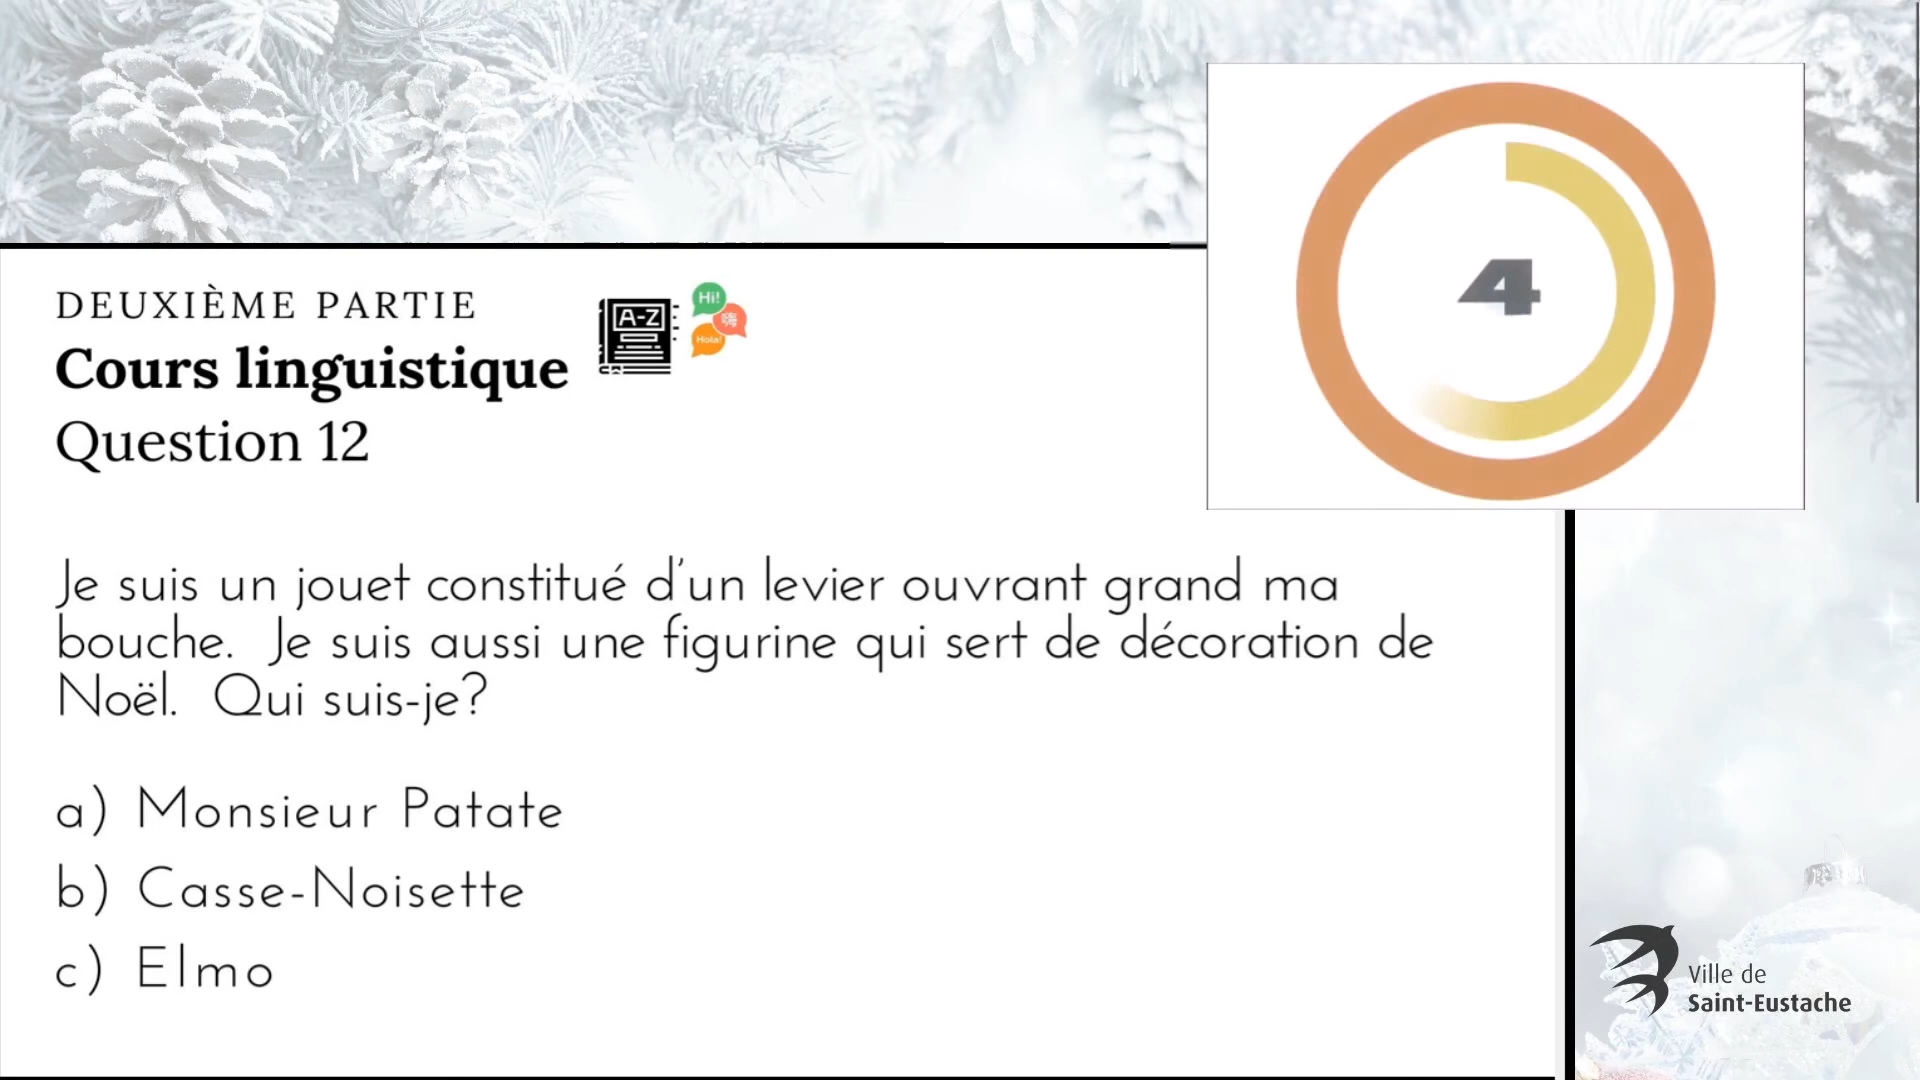 DEUXIÈME PARTIE
Cours linguistique
Question 12
A-Z
Hi!
嗨
Hola!
4
Je suis un jouet constitué d'un levier ouvrant grand ma
bouche. Je suis aussi une figurine qui sert de décoration de
Noël. Qui suis-je?
a) Monsieur Patate
b) Casse-Noisette
c) Elmo
Ville de
Saint-Eustache